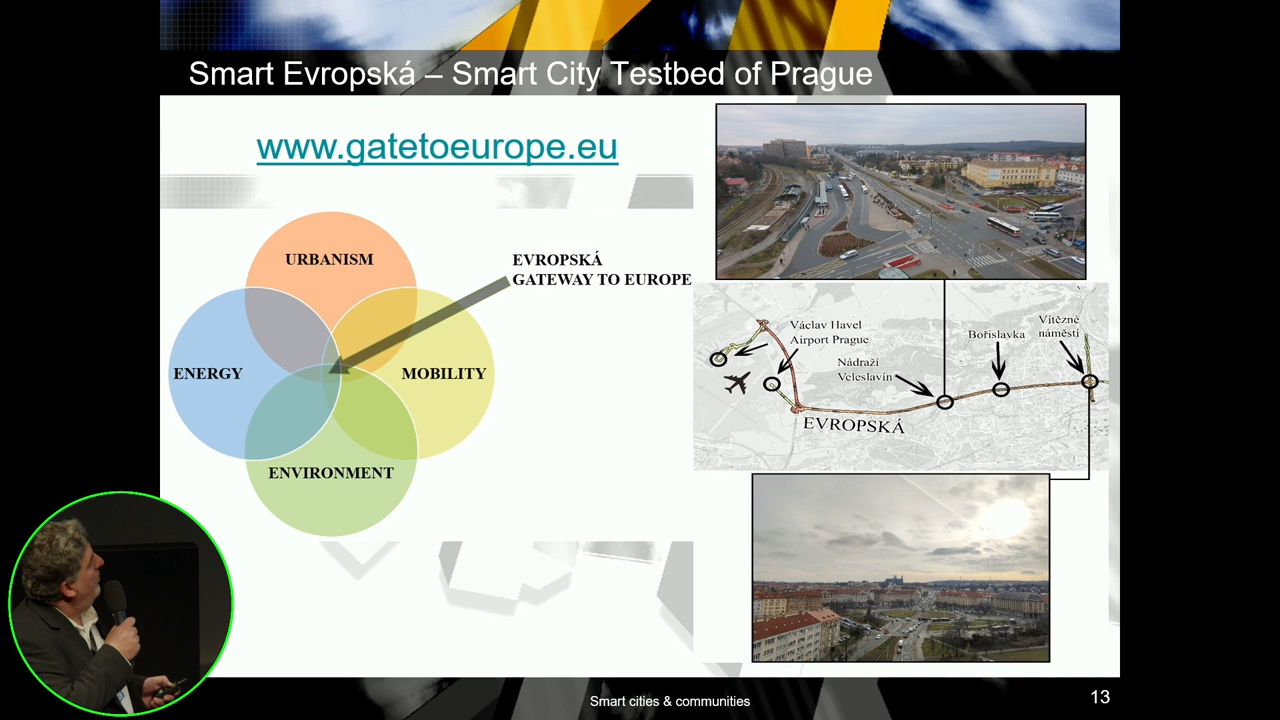 Smart Evropská – Smart City Testbed of Prague
www.gatetoeurope.eu
URBANISM
EVROPSKÁ
GATEWAY TO EUROPE
ENERGY
MOBILITY
ENVIRONMENT
Václav Havel
Airport Prague
Nádraží
Veleslavín
Bořislavka
Vítězné
náměstí
EVROPSKÁ
Smart cities & communities
13